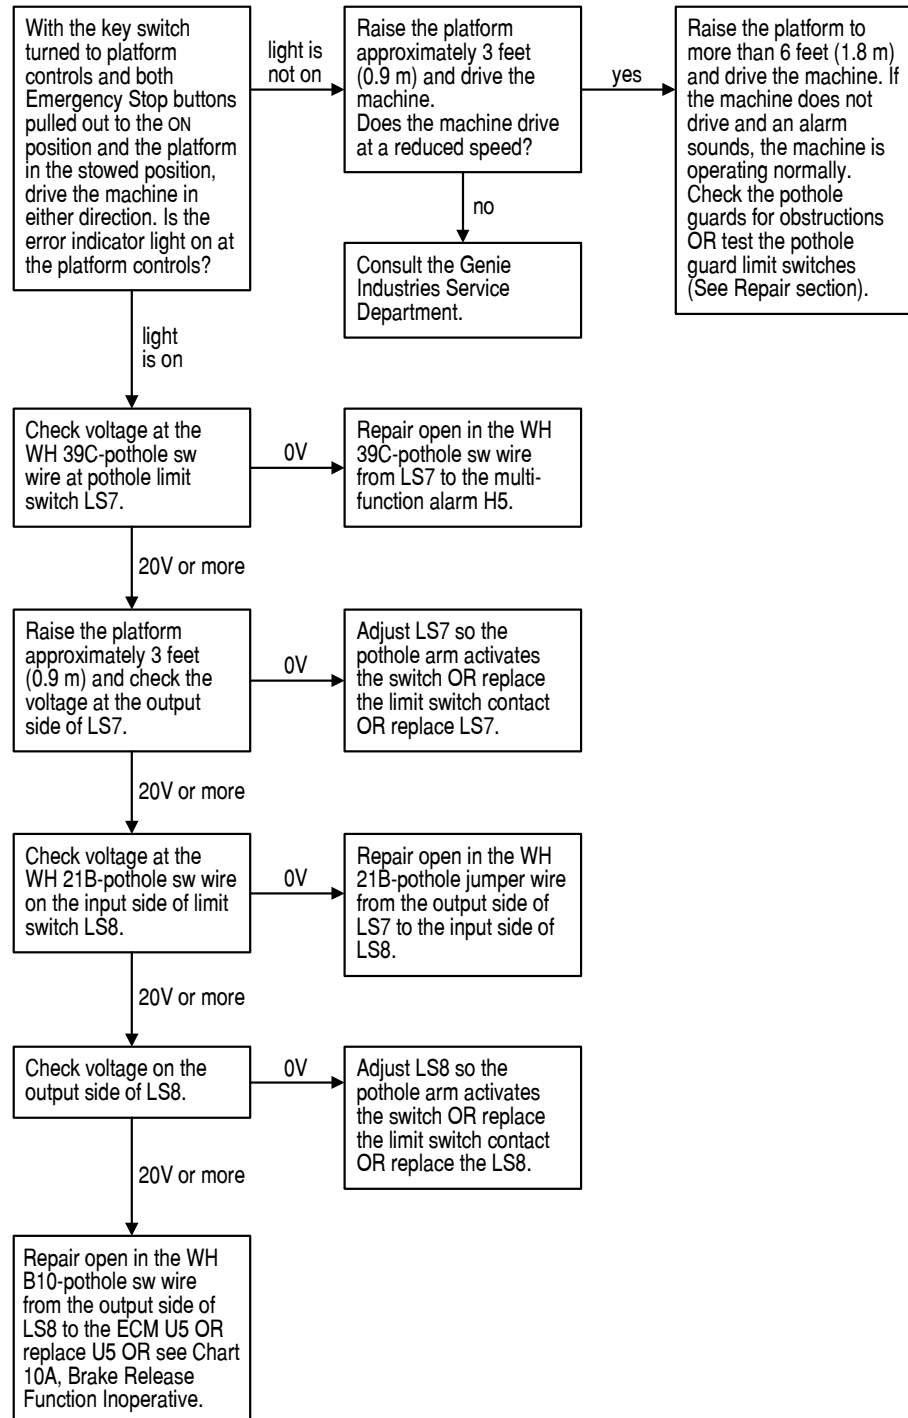 With the key switch
turned to platform
controls and both
Emergency Stop buttons
pulled out to the ON
position and the platform
in the stowed position,
drive the machine in
either direction. Is the
error indicator light on at
the platform controls?
light is
not on
Raise the platform
approximately 3 feet
(0.9 m) and drive the
machine.
Does the machine drive
at a reduced speed?
yes
Raise the platform to
more than 6 feet (1.8 m)
and drive the machine. If
the machine does not
drive and an alarm
sounds, the machine is
operating normally.
Check the pothole
guards for obstructions
OR test the pothole
guard limit switches
(See Repair section).
no
Consult the Genie
Industries Service
Department.
light
is on
Check voltage at the
WH 39C-pothole sw
wire at pothole limit
switch LS7.
0V
Repair open in the WH
39C-pothole sw wire
from LS7 to the multi-
function alarm H5.
20V or more
Raise the platform
approximately 3 feet
(0.9 m) and check the
voltage at the output
side of LS7.
0V
Adjust LS7 so the
pothole arm activates
the switch OR replace
the limit switch contact
OR replace LS7.
20V or more
Check voltage at the
WH 21B-pothole sw wire
on the input side of limit
switch LS8.
0V
Repair open in the WH
21B-pothole jumper wire
from the output side of
LS7 to the input side of
LS8.
20V or more
Check voltage on the
output side of LS8.
0V
Adjust LS8 so the
pothole arm activates
the switch OR replace
the limit switch contact
OR replace the LS8.
20V or more
Repair open in the WH
B10-pothole sw wire
from the output side of
LS8 to the ECM U5 OR
replace U5 OR see Chart
10A, Brake Release
Function Inoperative.